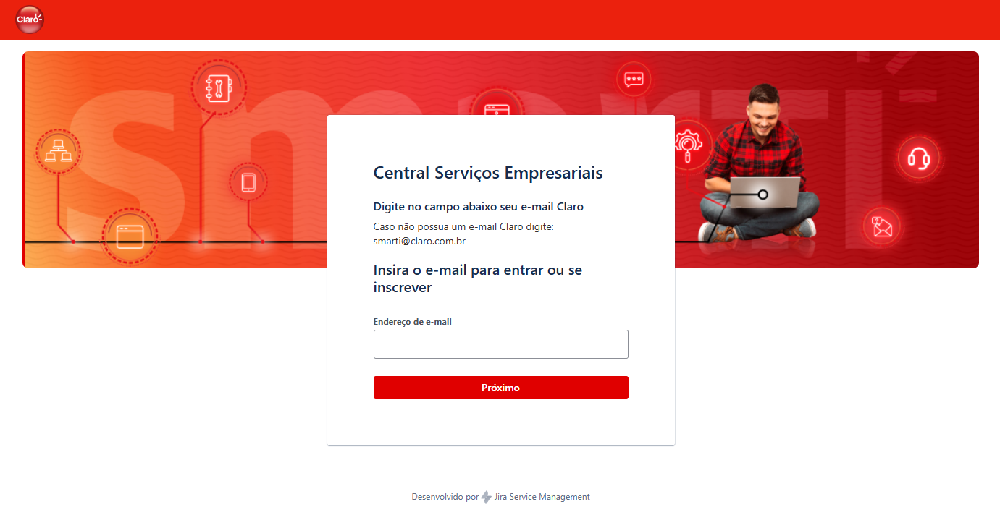 Claro
smarti
Central Serviços Empresariais
Digite no campo abaixo seu e-mail Claro
Caso não possua um e-mail Claro digite:
smarti@claro.com.br
Insira o e-mail para entrar ou se
inscrever
Endereço de e-mail
Próximo
Desenvolvido por Jira Service Management